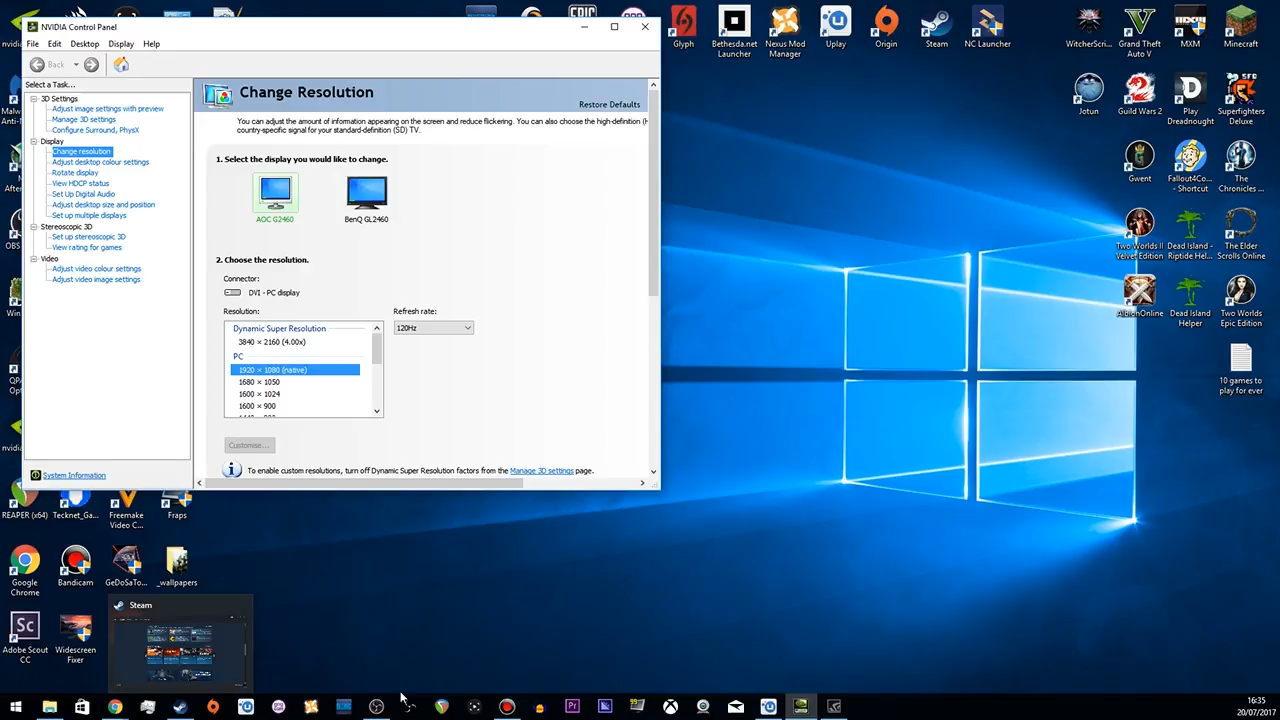 NVIDIA Control Panel
File Edit Desktop Display Help
Back
Select a Task...
3D Settings
Adjust image settings with preview
Manage 3D settings
Configure Surround, PhysX
Display
Change resolution
Adjust desktop colour settings
Rotate display
View HDCP status
Set Up Digital Audio
Adjust desktop size and position
Set up multiple displays
Stereoscopic 3D
Set up stereoscopic 3D
View rating for games
Video
Adjust video colour settings
Adjust video image settings
System Information
Change Resolution
Restore Defaults
You can adjust the amount of information appearing on the screen and reduce flickering. You can also choose the high-definition (H
country-specific signal for your standard-definition (SD) TV.
1. Select the display you would like to change.
AOC G2460
BenQ GL2460
2. Choose the resolution.
Connector:
DVI - PC display
Resolution:
Refresh rate:
120Hz
Dynamic Super Resolution
3840 × 2160 (4.00x)
PC
1920 × 1080 (native)
1680 × 1050
1600 × 1024
1600 × 900
Customise...
To enable custom resolutions, turn off Dynamic Super Resolution factors from the Manage 3D settings page.
Glyph
Bethesda.net
Launcher
Nexus Mod
Manager
Uplay
Origin
Steam
NC Launcher
WitcherScri...
Grand Theft
Auto V
MXM
Minecraft
Jotun
Guild Wars 2
Play
Dreadnought
Superfighters
Deluxe
Gwent
Fallout4Co...
- Shortcut
The
Chronicles ...
Two Worlds II
Velvet Edition
Dead Island -
Riptide Hel...
The Elder
Scrolls Online
AlbionOnline
Dead Island
Helper
Two Worlds
Epic Edition
10 games to
play for ever
REAPER (x64)
Tecknet_Ga...
Freemake
Video C...
Fraps
Google
Chrome
Bandicam
GeDoSaTo...
_wallpapers
Adobe Scout
CC
Widescreen
Fixer
Steam
16:35
20/07/2017